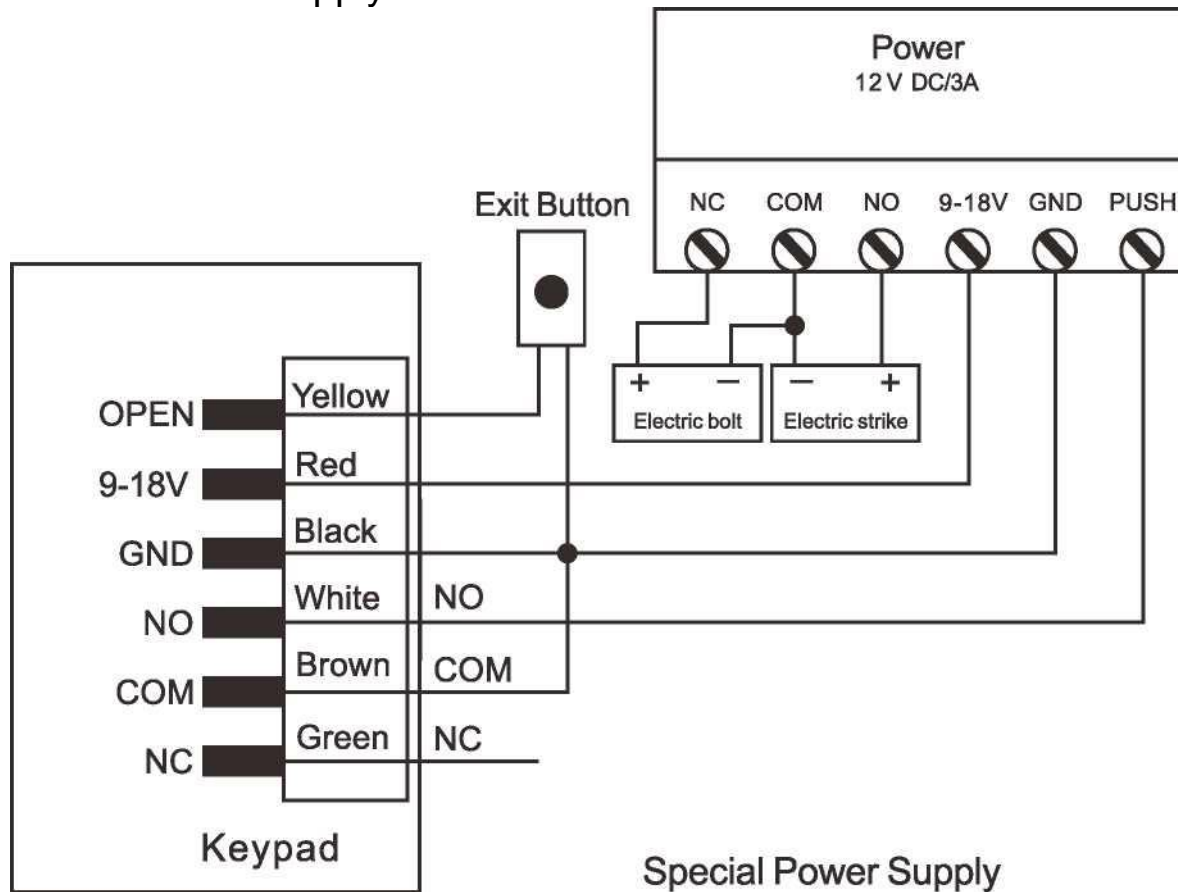 pply
Power
12 V DC/3A
NC COM NO 9-18V GND PUSH
Exit Button
+ − − +
Electric bolt Electric strike
OPEN Yellow
9-18V Red
GND Black
NO White NO
COM Brown COM
NC Green NC
Keypad
Special Power Supply